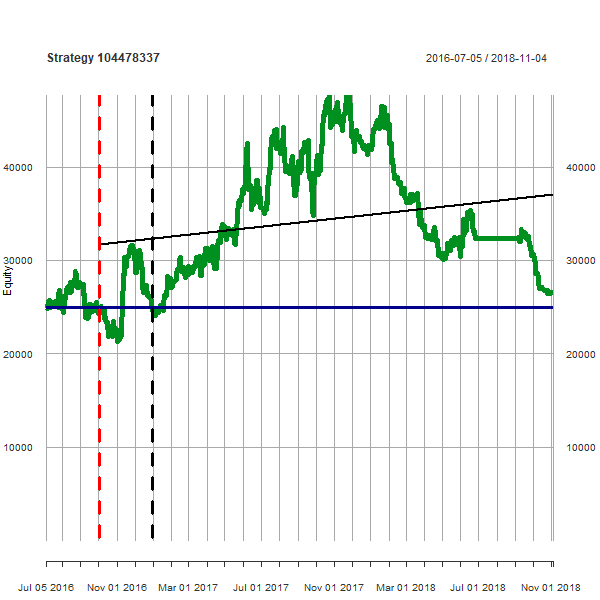 Strategy 104478337
2016-07-05 / 2018-11-04
40000
40000
30000
30000
Equity
20000
20000
10000
10000
Jul 05 2016
Nov 01 2016
Mar 01 2017
Jul 01 2017
Nov 01 2017
Mar 01 2018
Jul 01 2018
Nov 01 2018